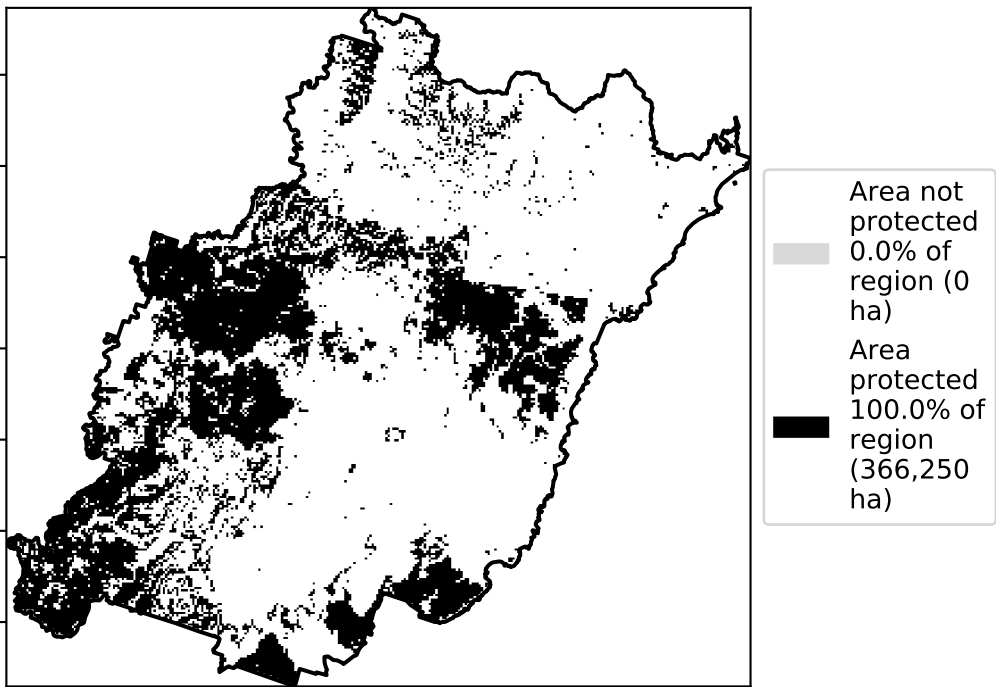 Area not
protected
0.0% of
region (0
ha)
Area
protected
100.0% of
region
(366,250
ha)